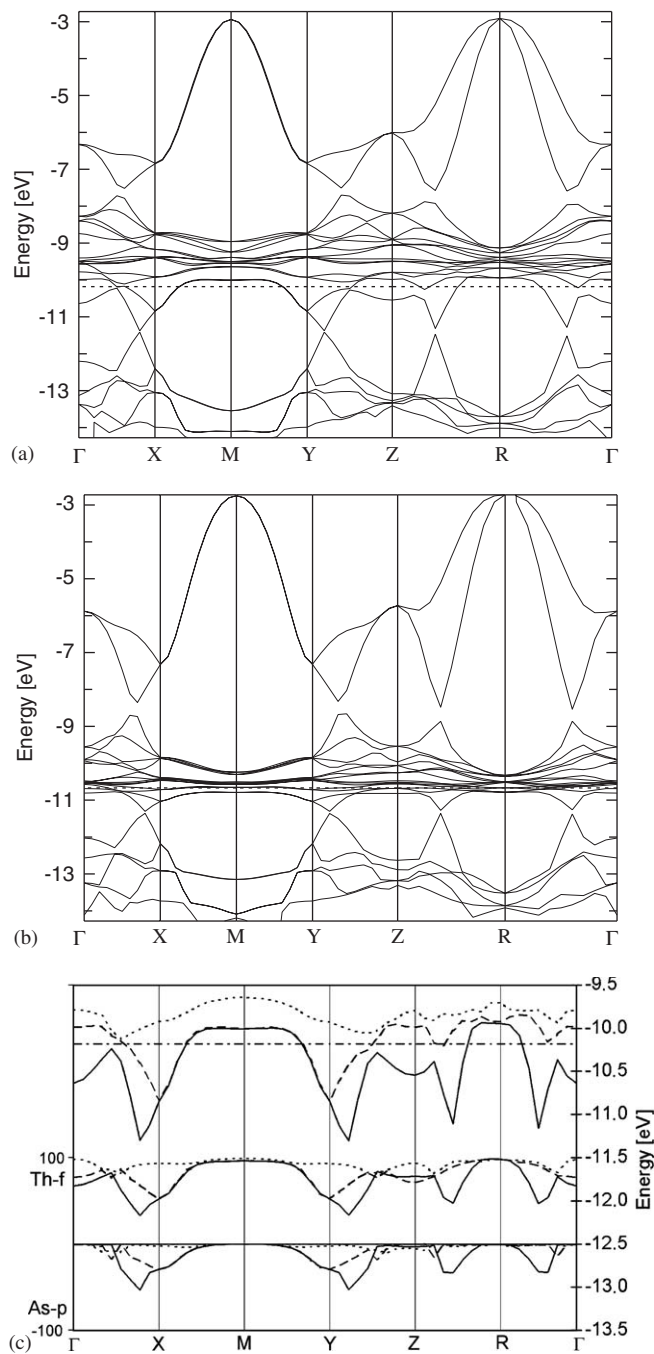 -3
-5
-7
-9
-11
-13
Energy [eV]
(a)
Γ X M Y Z R Γ
-3
-5
-7
-9
-11
-13
Energy [eV]
(b)
Γ X M Y Z R Γ
-9.5
-10.0
-10.5
-11.0
-11.5
-12.0
-12.5
-13.0
-13.5
Energy [eV]
100
Th-f
As-p
-100
(c)
Γ X M Y Z R Γ